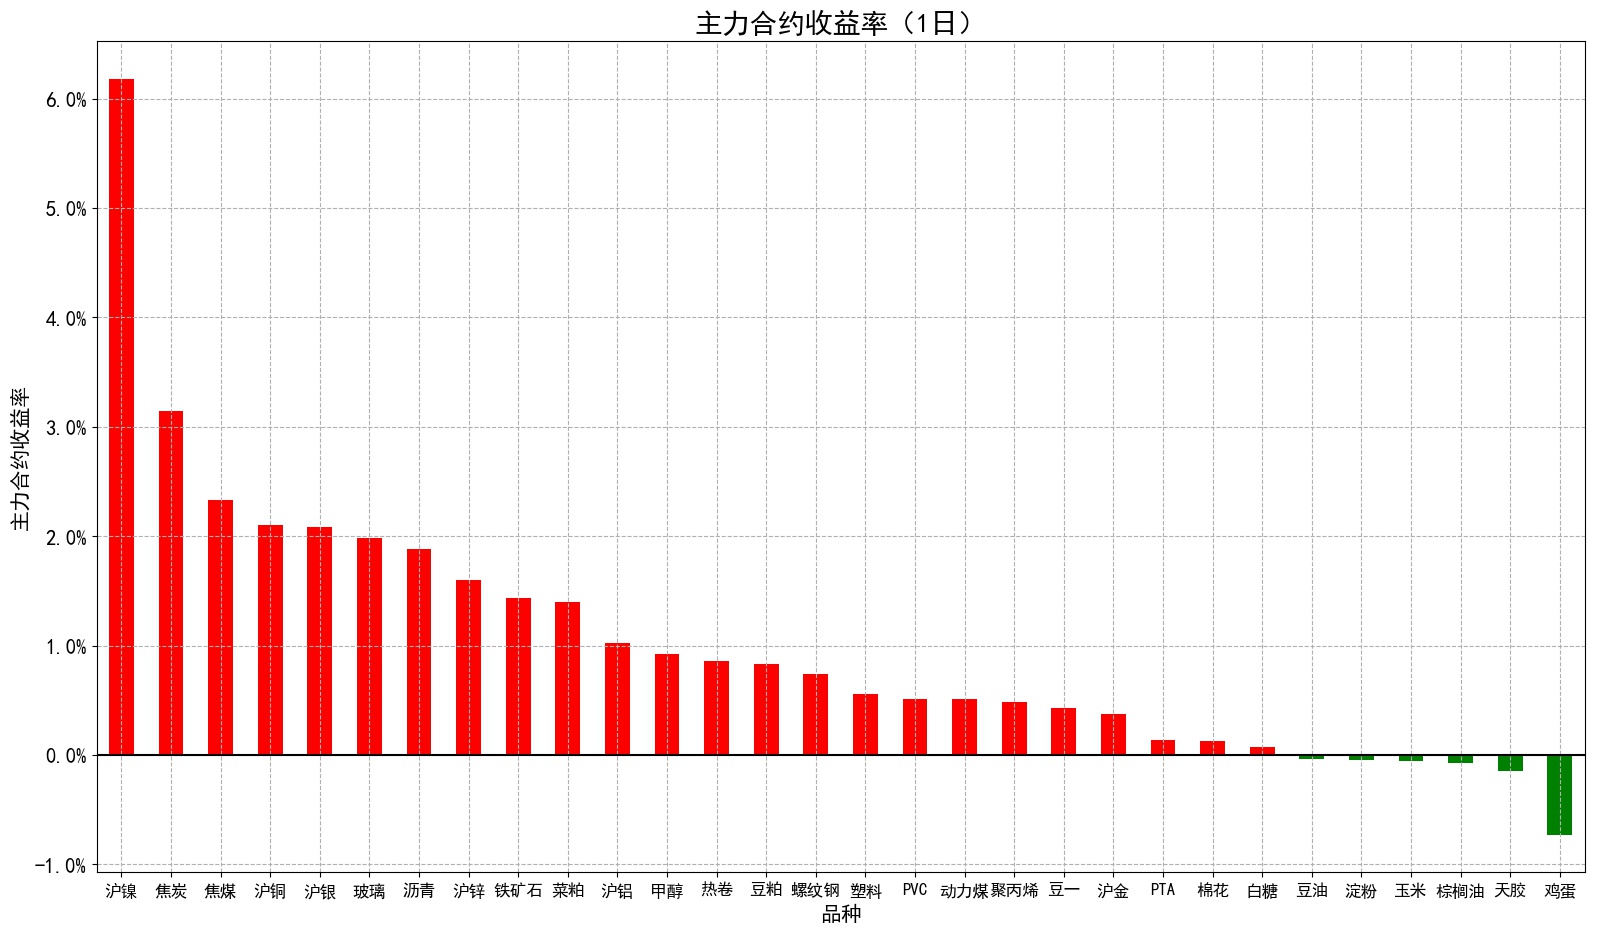 主力合约收益率（1日）
主力合约收益率
6.0%
5.0%
4.0%
3.0%
2.0%
1.0%
0.0%
−1.0%
沪镍 焦炭 焦煤 沪铜 沪银 玻璃 沥青 沪锌 铁矿石 菜粕 沪铝 甲醇 热卷 豆粕 螺纹钢 塑料 PVC 动力煤 聚丙烯 豆一 沪金 PTA 棉花 白糖 豆油 淀粉 玉米 棕榈油 天胶 鸡蛋
品种